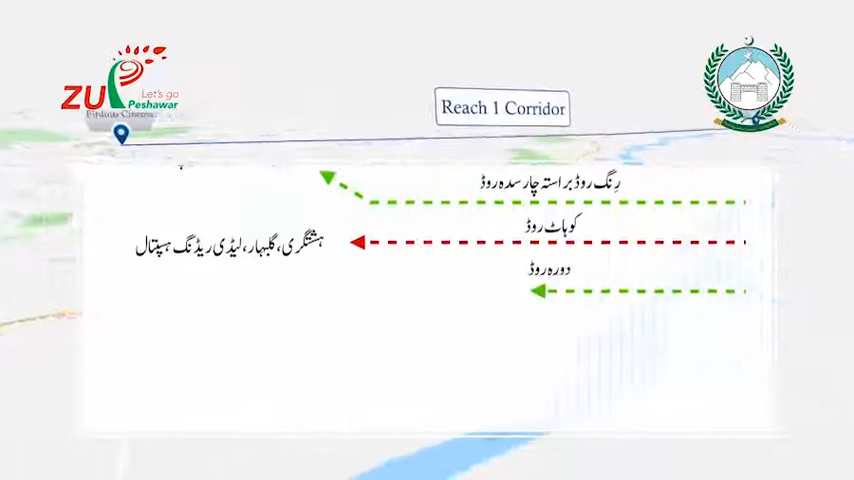 ZU
Let's go
Peshawar
Firdous Cinema
Reach 1 Corridor
رِنگ روڈ براستہ چارسدہ روڈ
کوہاٹ روڈ
ہشتنگری، گلبہار، لیڈی ریڈنگ ہسپتال
دورہ روڈ